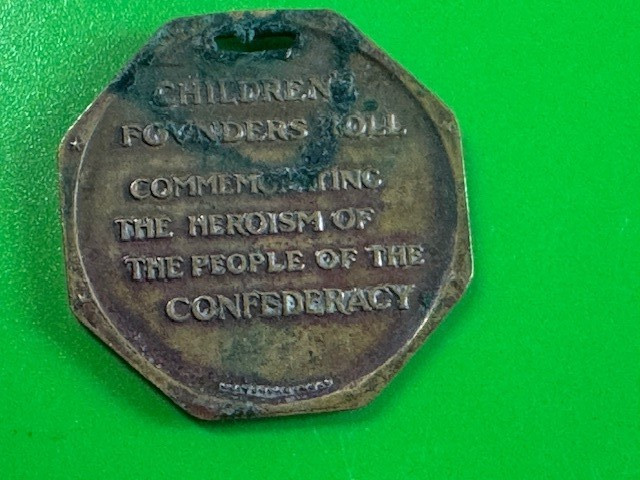 CHILDREN'S
FOVNDERS ROLL
COMMEMORATING
THE HEROISM OF
THE PEOPLE OF THE
CONFEDERACY